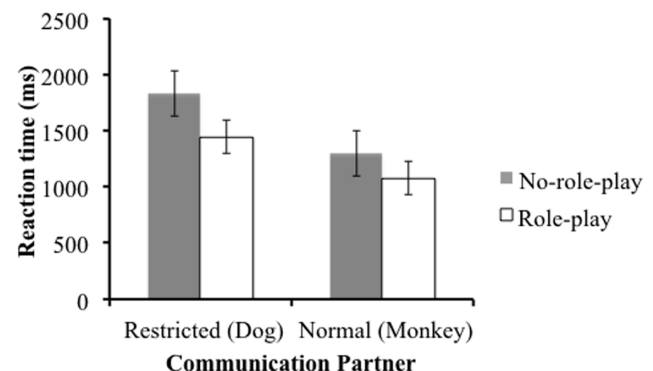 2500
2000
1500
1000
500
0
Reaction time (ms)
No-role-play
Role-play
Restricted (Dog) Normal (Monkey)
Communication Partner